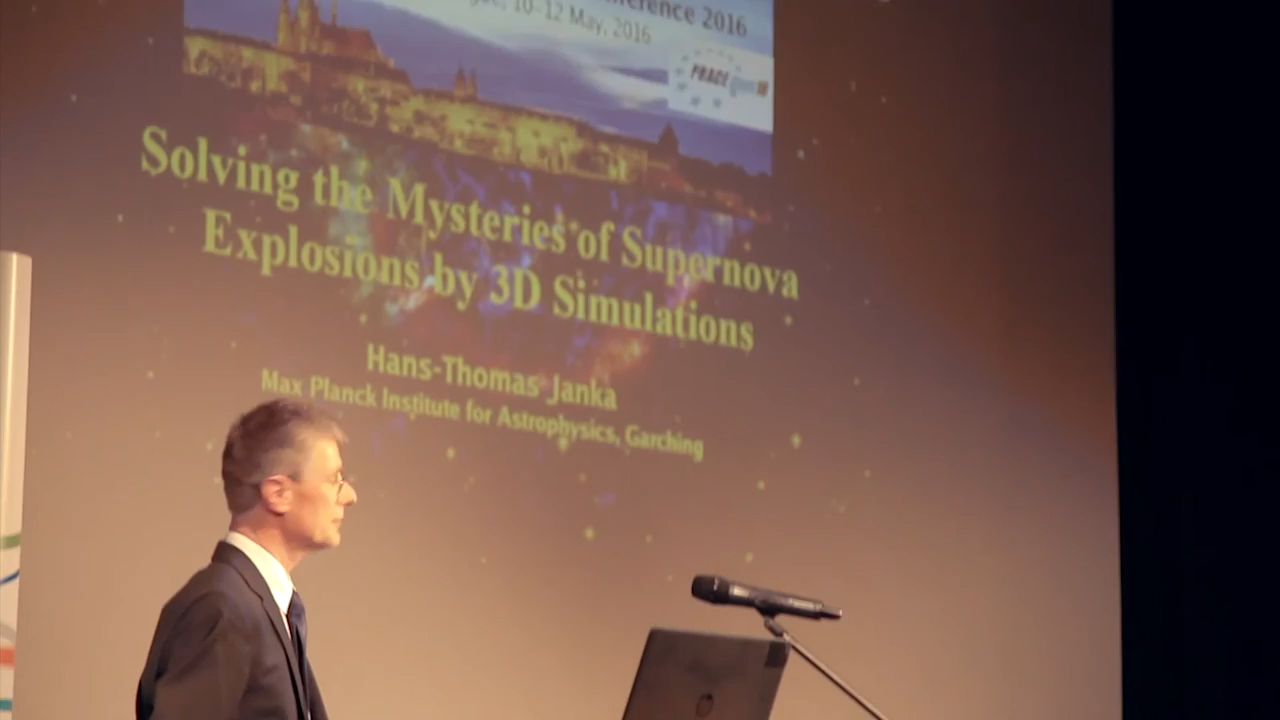 2016
10-12 May, 2016
PRACE
Solving the Mysteries of Supernova
Explosions by 3D Simulations
Hans-Thomas Janka
Max Planck Institute for Astrophysics, Garching